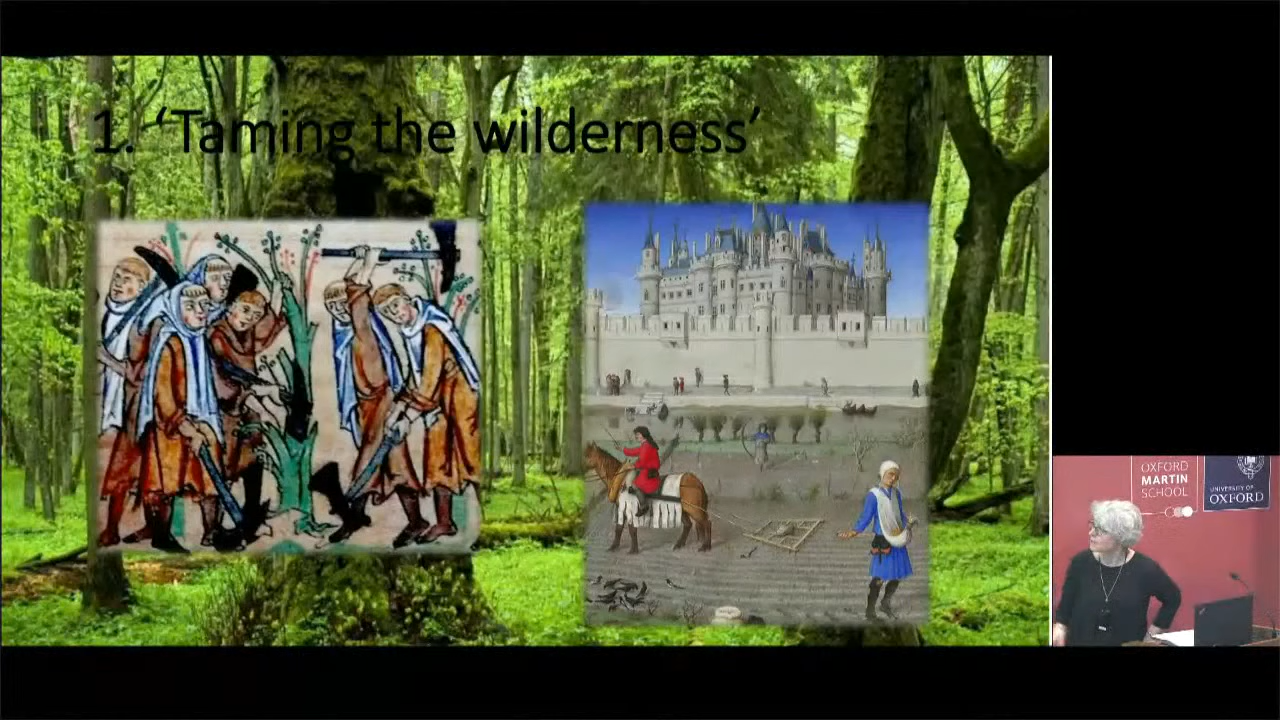 1. ‘Taming the wilderness’
OXFORD
MARTIN
SCHOOL
UNIVERSITY OF
OXFORD